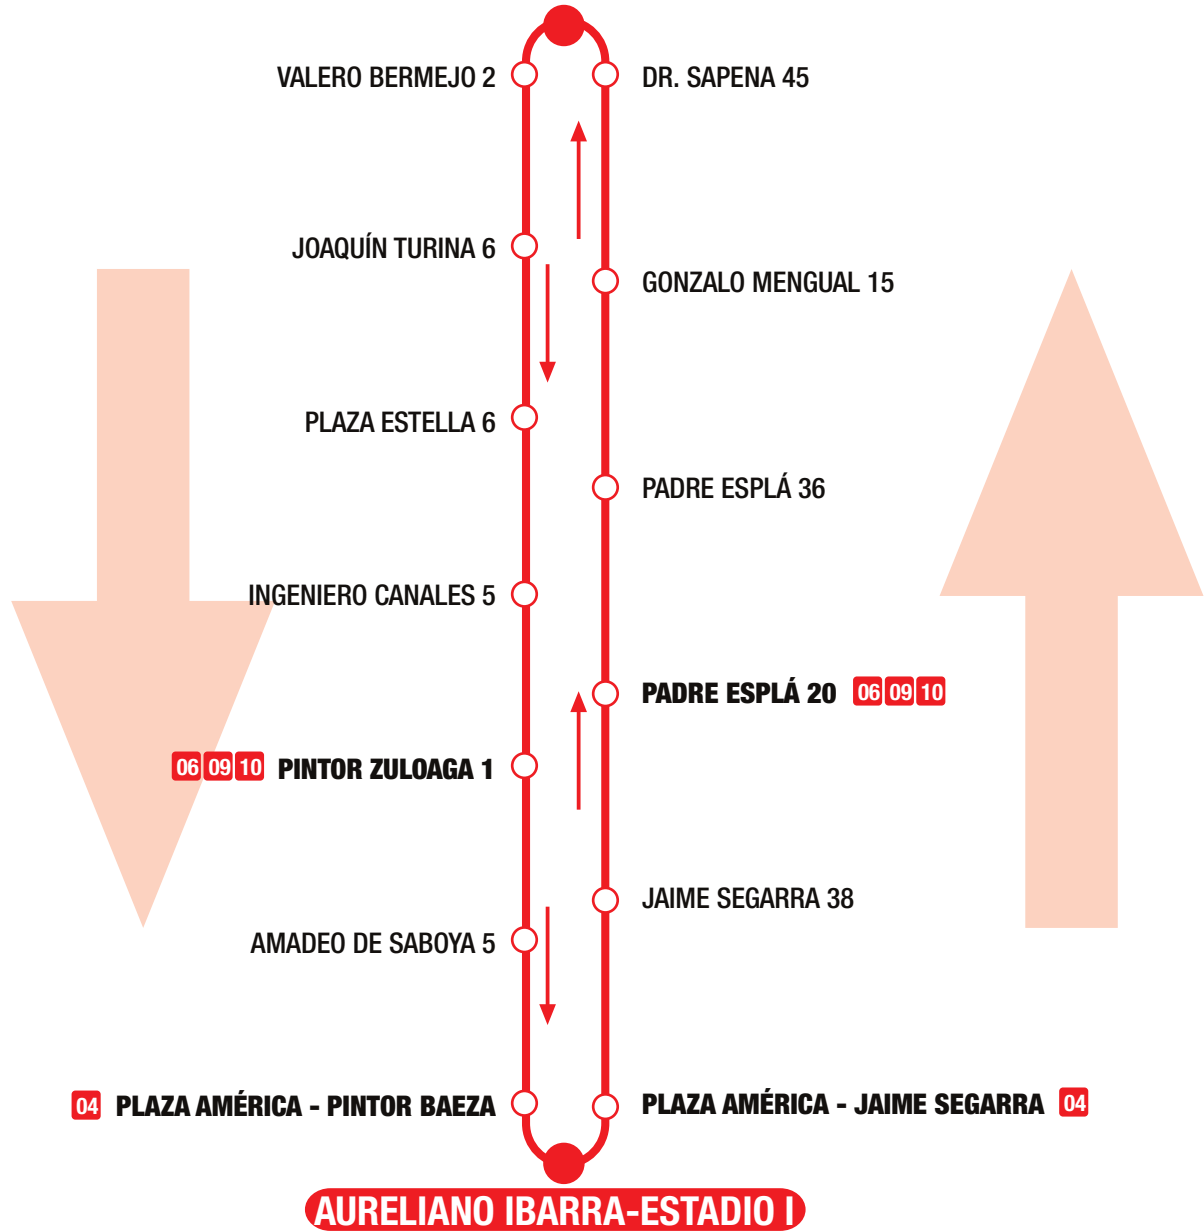 VALERO BERMEJO 2
DR. SAPENA 45
JOAQUÍN TURINA 6
GONZALO MENGUAL 15
PLAZA ESTELLA 6
PADRE ESPLÁ 36
INGENIERO CANALES 5
PADRE ESPLÁ 20 06 09 10
06 09 10 PINTOR ZULOAGA 1
JAIME SEGARRA 38
AMADEO DE SABOYA 5
04 PLAZA AMÉRICA - PINTOR BAEZA
PLAZA AMÉRICA - JAIME SEGARRA 04
AURELIANO IBARRA-ESTADIO I